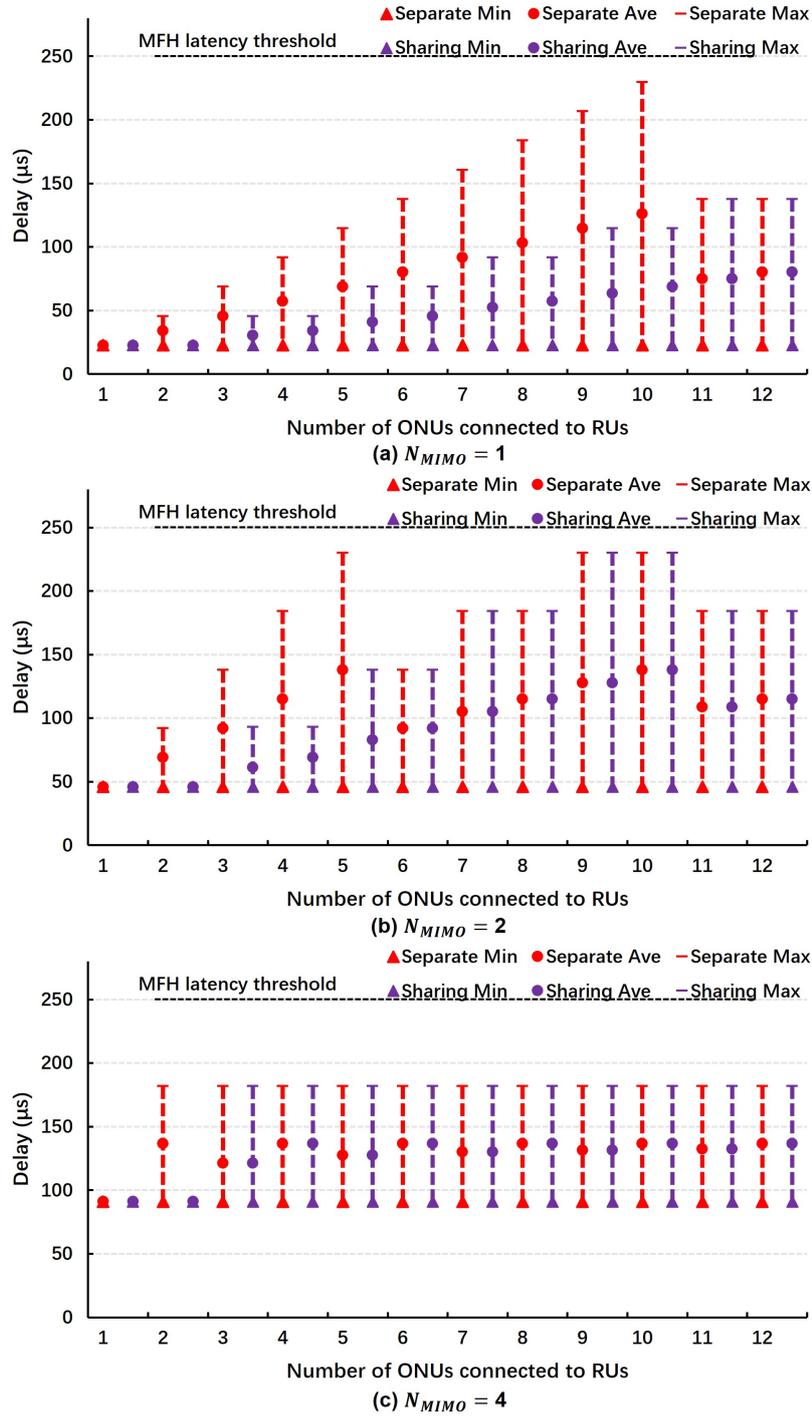 Separate Min Separate Ave Separate Max
MFH latency threshold Sharing Min Sharing Ave Sharing Max
250
200
150
100
50
0
Delay (μs)
1 2 3 4 5 6 7 8 9 10 11 12
Number of ONUs connected to RUs
(a) N_MIMO = 1
Separate Min Separate Ave Separate Max
MFH latency threshold Sharing Min Sharing Ave Sharing Max
250
200
150
100
50
0
Delay (μs)
1 2 3 4 5 6 7 8 9 10 11 12
Number of ONUs connected to RUs
(b) N_MIMO = 2
Separate Min Separate Ave Separate Max
MFH latency threshold Sharing Min Sharing Ave Sharing Max
250
200
150
100
50
0
Delay (μs)
1 2 3 4 5 6 7 8 9 10 11 12
Number of ONUs connected to RUs
(c) N_MIMO = 4